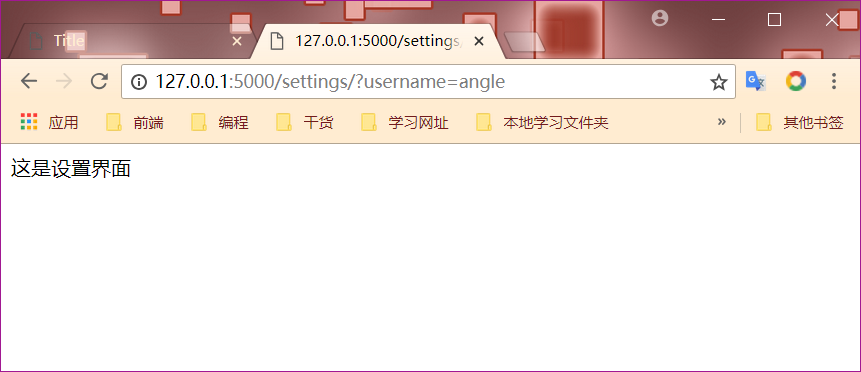 Title
127.0.0.1:5000/settings/
127.0.0.1:5000/settings/?username=angle
应用 前端 编程 干货 学习网址 本地学习文件夹 » 其他书签
这是设置界面